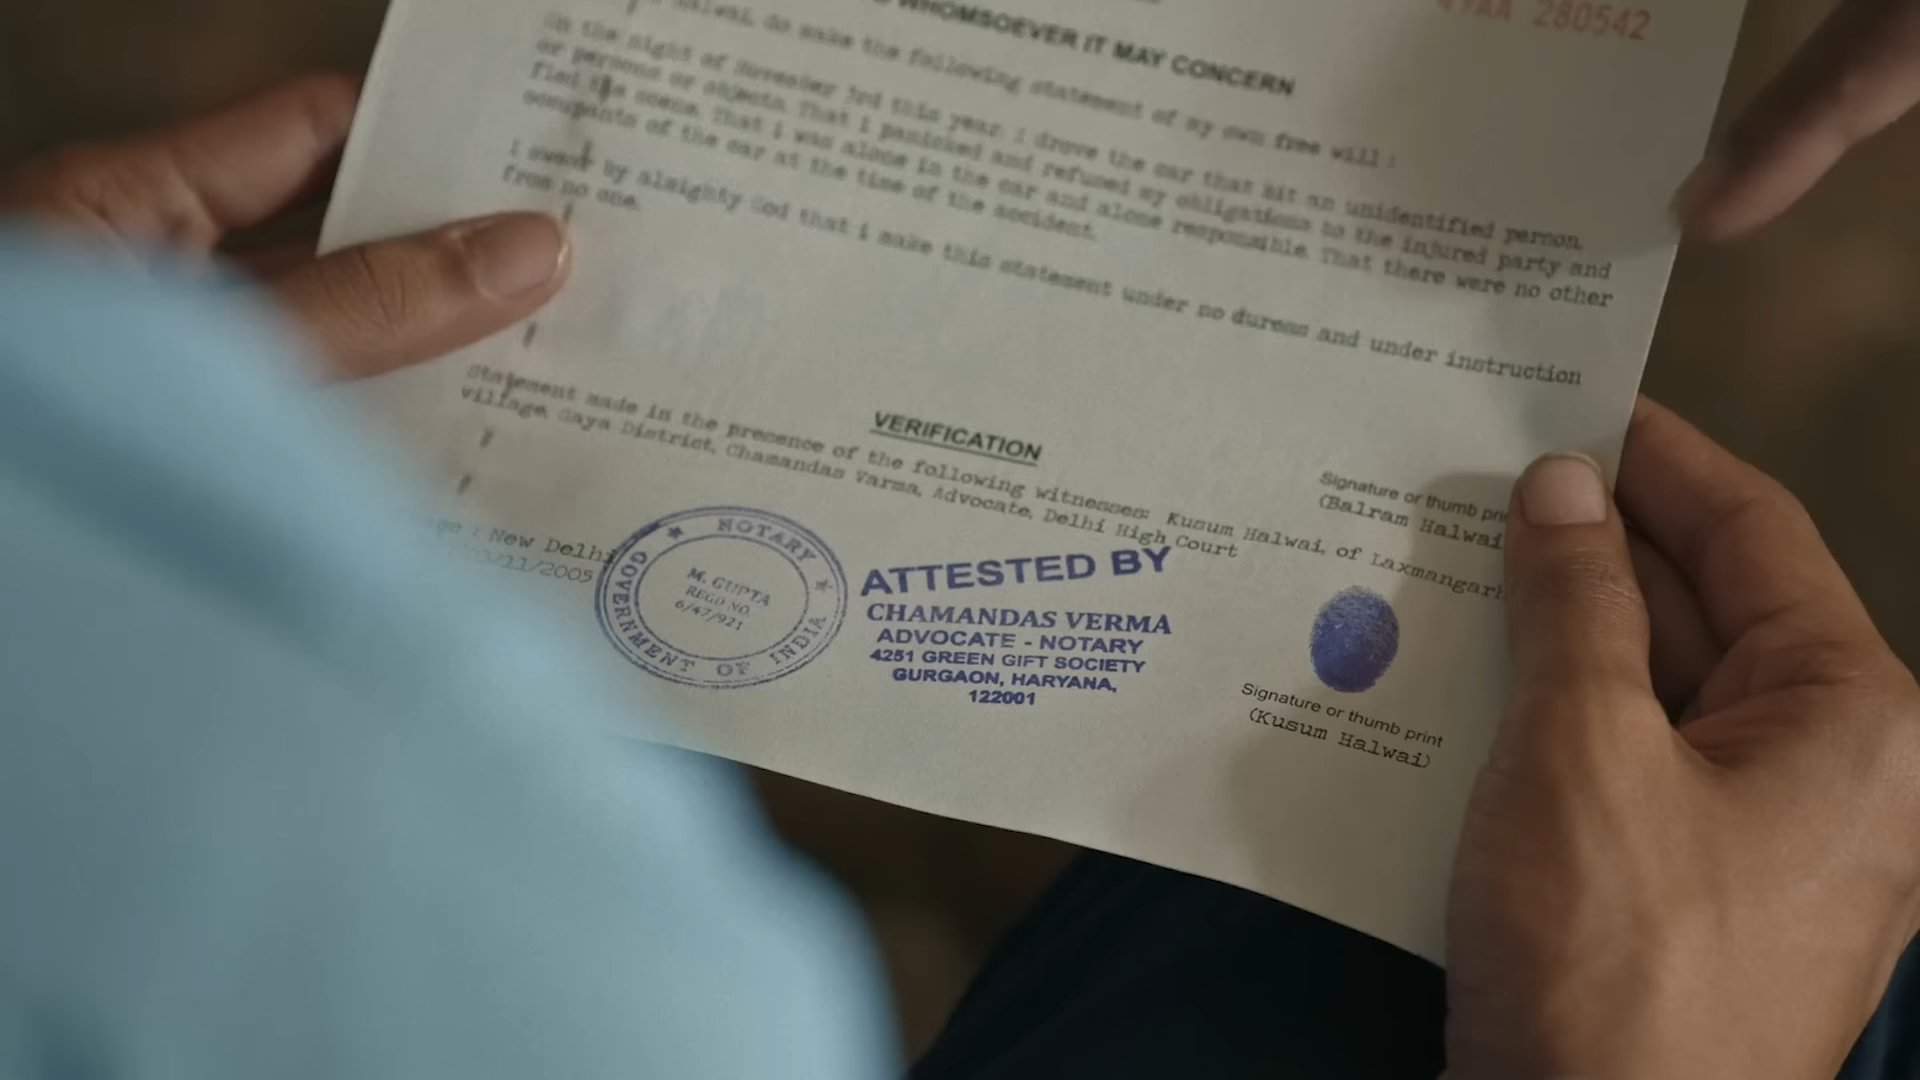 WHOMSOEVER IT MAY CONCERN
280542
Halwai, do make the following statement of my own free will :
On the night of November 3rd this year. I drove the car that hit an unidentified person,
or persons or objects. That I panicked and refused my obligations to the injured party and
fled the scene. That i was alone in the car and alone responsible. That there were no other
occupants of the car at the time of the accident.
I swear by almighty God that i make this statement under no duress and under instruction
from no one.
VERIFICATION
Statement made in the presence of the following witnesses: Kusum Halwai, of Laxmangarh
village, Gaya District, Chamandas Varma, Advocate, Delhi High Court
Signature or thumb
(Balram Halwai
: New Delhi
/11/2005
NOTARY
GOVERNMENT OF INDIA
M. GUPTA
REGD NO.
6/47/921
ATTESTED BY
CHAMANDAS VERMA
ADVOCATE - NOTARY
4251 GREEN GIFT SOCIETY
GURGAON, HARYANA,
122001
Signature or thumb print
(Kusum Halwai)